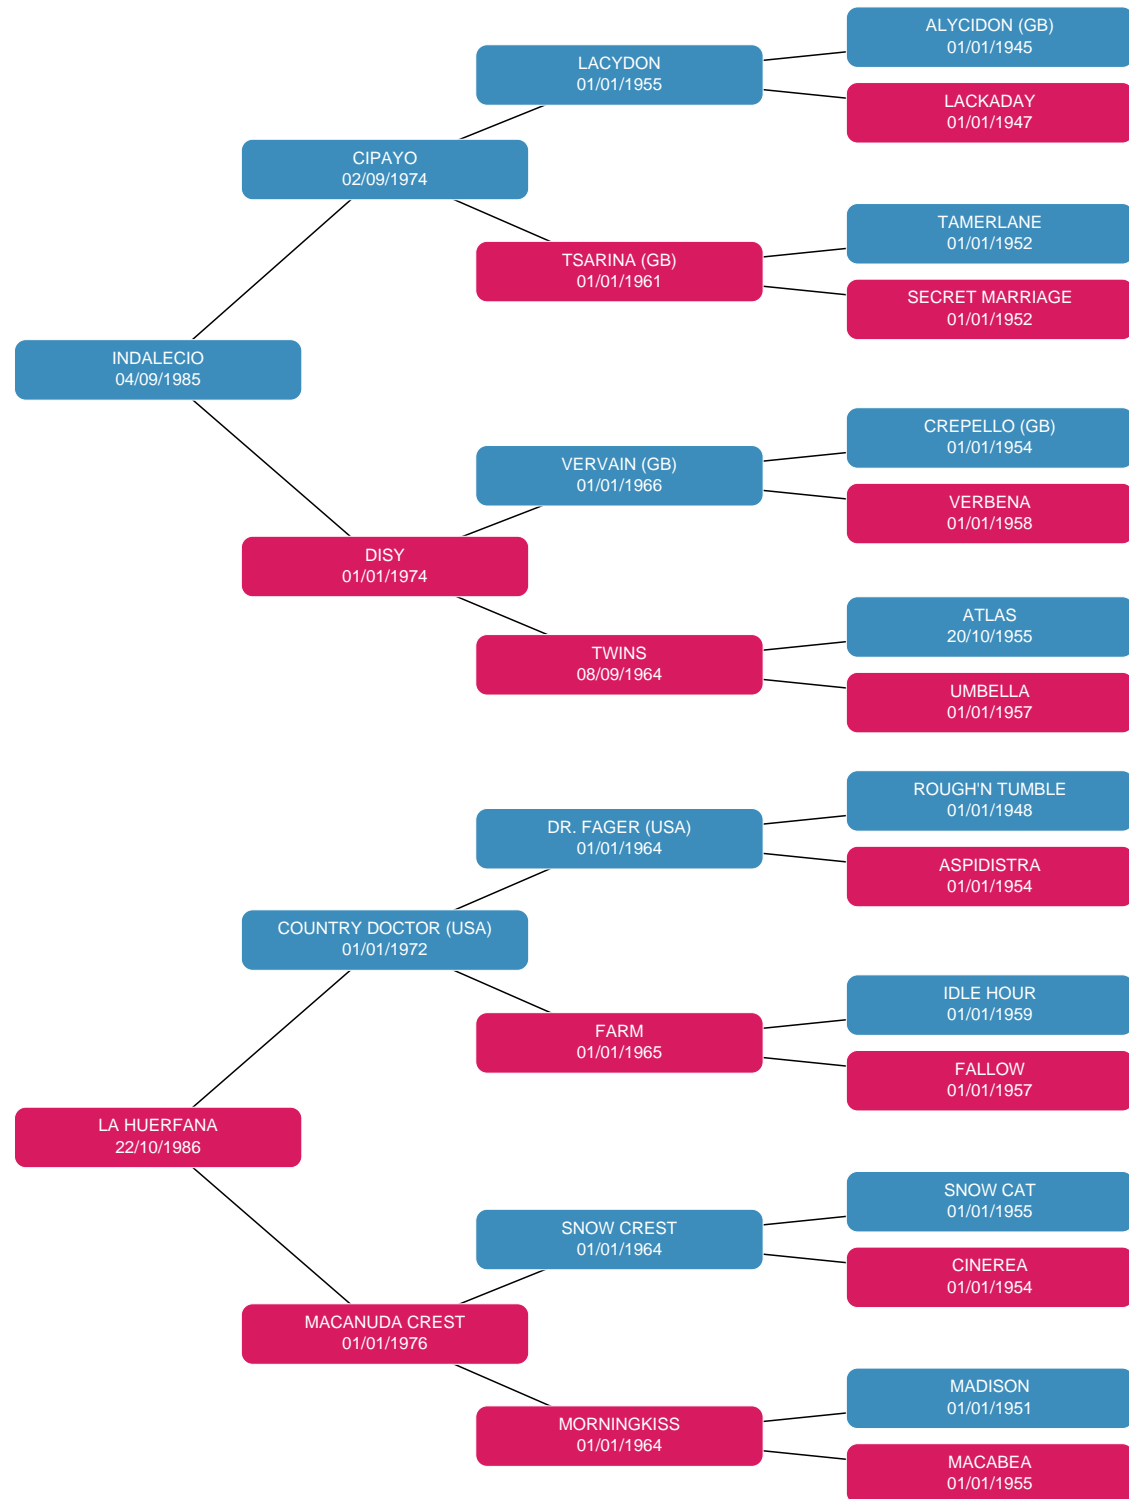 ALYCIDON (GB)
01/01/1945
LACYDON
01/01/1955
LACKADAY
01/01/1947
CIPAYO
02/09/1974
TAMERLANE
01/01/1952
TSARINA (GB)
01/01/1961
SECRET MARRIAGE
01/01/1952
INDALECIO
04/09/1985
CREPELLO (GB)
01/01/1954
VERVAIN (GB)
01/01/1966
VERBENA
01/01/1958
DISY
01/01/1974
ATLAS
20/10/1955
TWINS
08/09/1964
UMBELLA
01/01/1957
ROUGH'N TUMBLE
01/01/1948
DR. FAGER (USA)
01/01/1964
ASPIDISTRA
01/01/1954
COUNTRY DOCTOR (USA)
01/01/1972
IDLE HOUR
01/01/1959
FARM
01/01/1965
FALLOW
01/01/1957
LA HUERFANA
22/10/1986
SNOW CAT
01/01/1955
SNOW CREST
01/01/1964
CINEREA
01/01/1954
MACANUDA CREST
01/01/1976
MADISON
01/01/1951
MORNINGKISS
01/01/1964
MACABEA
01/01/1955